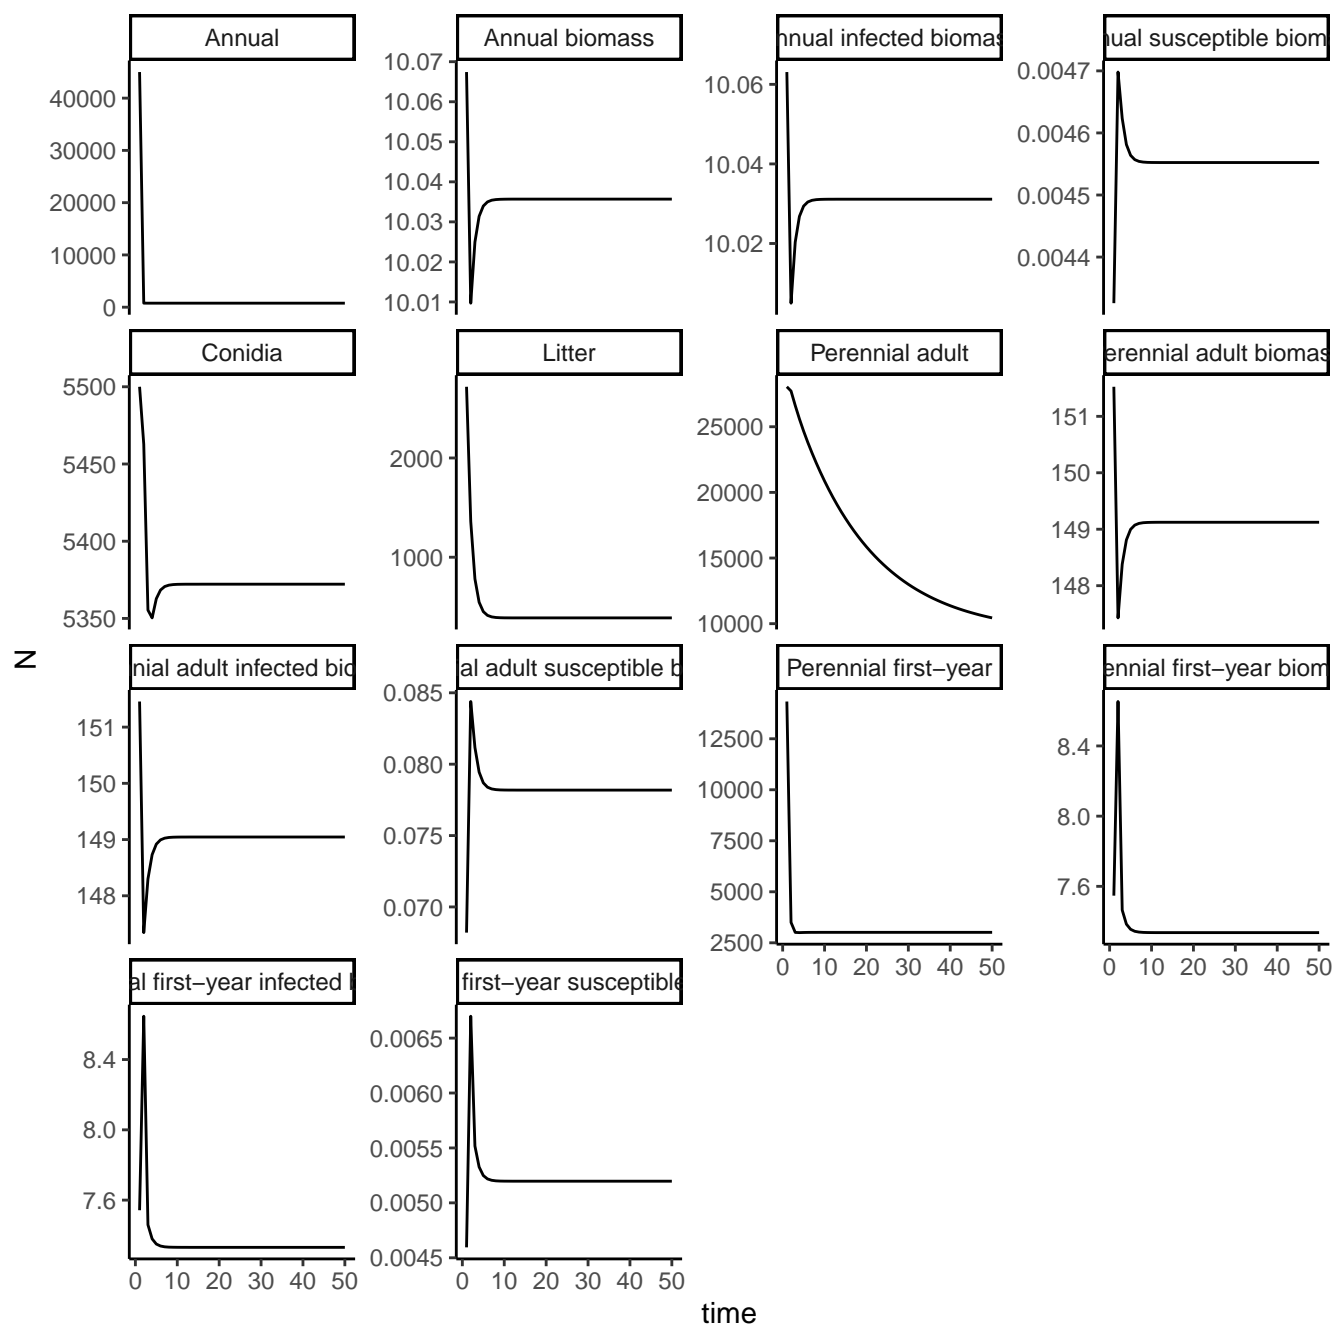 Annual
Annual biomass
nnual infected biomas
nual susceptible biom
40000
30000
20000
10000
0
10.07
10.06
10.05
10.04
10.03
10.02
10.01
10.06
10.04
10.02
0.0047
0.0046
0.0045
0.0044
Conidia
Litter
Perennial adult
erennial adult biomas
5500
5450
5400
5350
2000
1000
25000
20000
15000
10000
151
150
149
148
nial adult infected bio
al adult susceptible b
Perennial first−year
ennial first−year biom
151
150
149
148
0.085
0.080
0.075
0.070
12500
10000
7500
5000
2500
8.4
8.0
7.6
0 10 20 30 40 50
0 10 20 30 40 50
al first−year infected b
first−year susceptible
8.4
8.0
7.6
0.0065
0.0060
0.0055
0.0050
0.0045
0 10 20 30 40 50
0 10 20 30 40 50
N
time